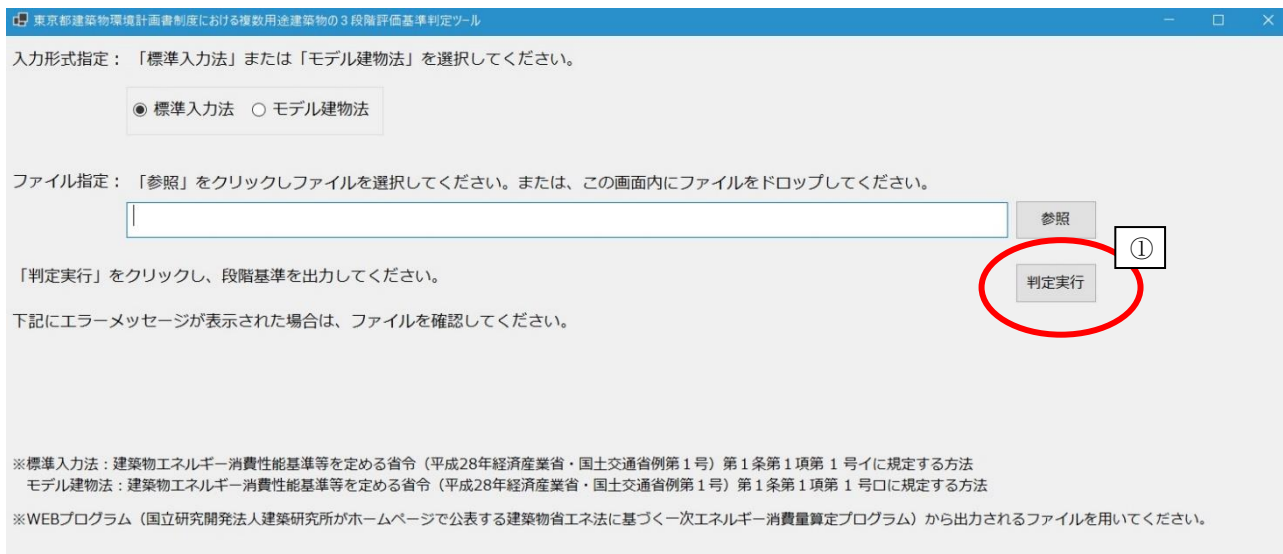 東京都建築物環境計画書制度における複数用途建築物の3段階評価基準判定ツール
入力形式指定： 「標準入力法」または「モデル建物法」を選択してください。
標準入力法 モデル建物法
ファイル指定： 「参照」をクリックしファイルを選択してください。または、この画面内にファイルをドロップしてください。
参照
①
「判定実行」をクリックし、段階基準を出力してください。
判定実行
下記にエラーメッセージが表示された場合は、ファイルを確認してください。
※標準入力法：建築物エネルギー消費性能基準等を定める省令（平成28年経済産業省・国土交通省例第１号）第１条第１項第 1 号イに規定する方法
モデル建物法：建築物エネルギー消費性能基準等を定める省令（平成28年経済産業省・国土交通省例第１号）第１条第１項第 1 号ロに規定する方法
※WEBプログラム（国立研究開発法人建築研究所がホームページで公表する建築物省エネ法に基づく一次エネルギー消費量算定プログラム）から出力されるファイルを用いてください。